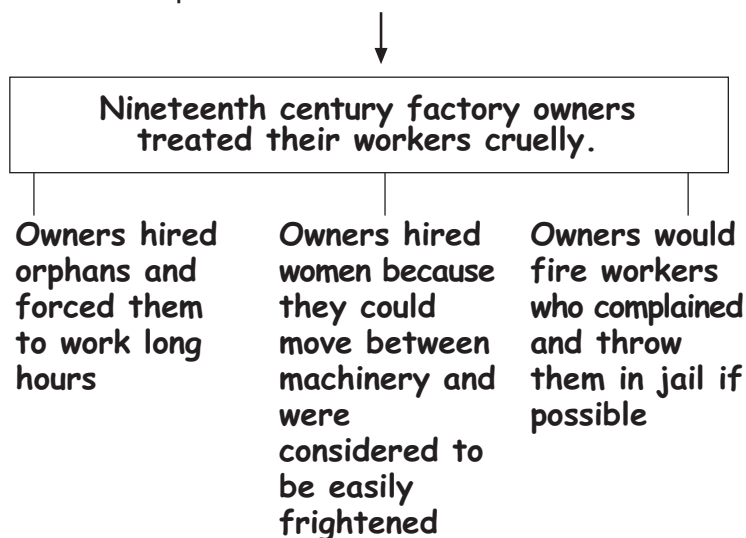 Nineteenth century factory owners
treated their workers cruelly.
Owners hired
orphans and
forced them
to work long
hours
Owners hired
women because
they could
move between
machinery and
were
considered to
be easily
frightened
Owners would
fire workers
who complained
and throw
them in jail if
possible